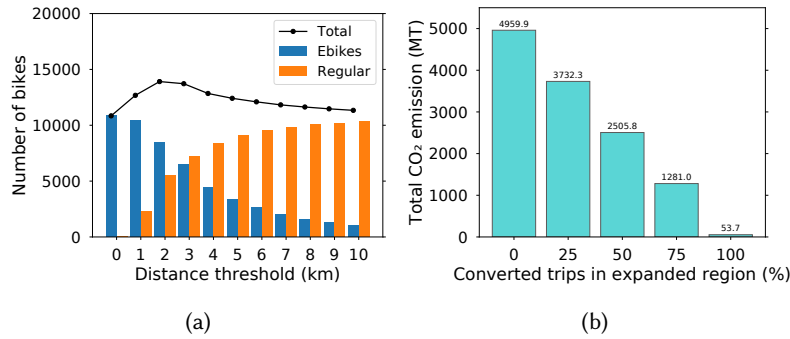 Total
Ebikes
Regular
20000
15000
10000
5000
0
Number of bikes
0 1 2 3 4 5 6 7 8 9 10
Distance threshold (km)
(a)
4959.9
3732.3
2505.8
1281.0
53.7
5000
4000
3000
2000
1000
0
Total CO₂ emission (MT)
0 25 50 75 100
Converted trips in expanded region (%)
(b)